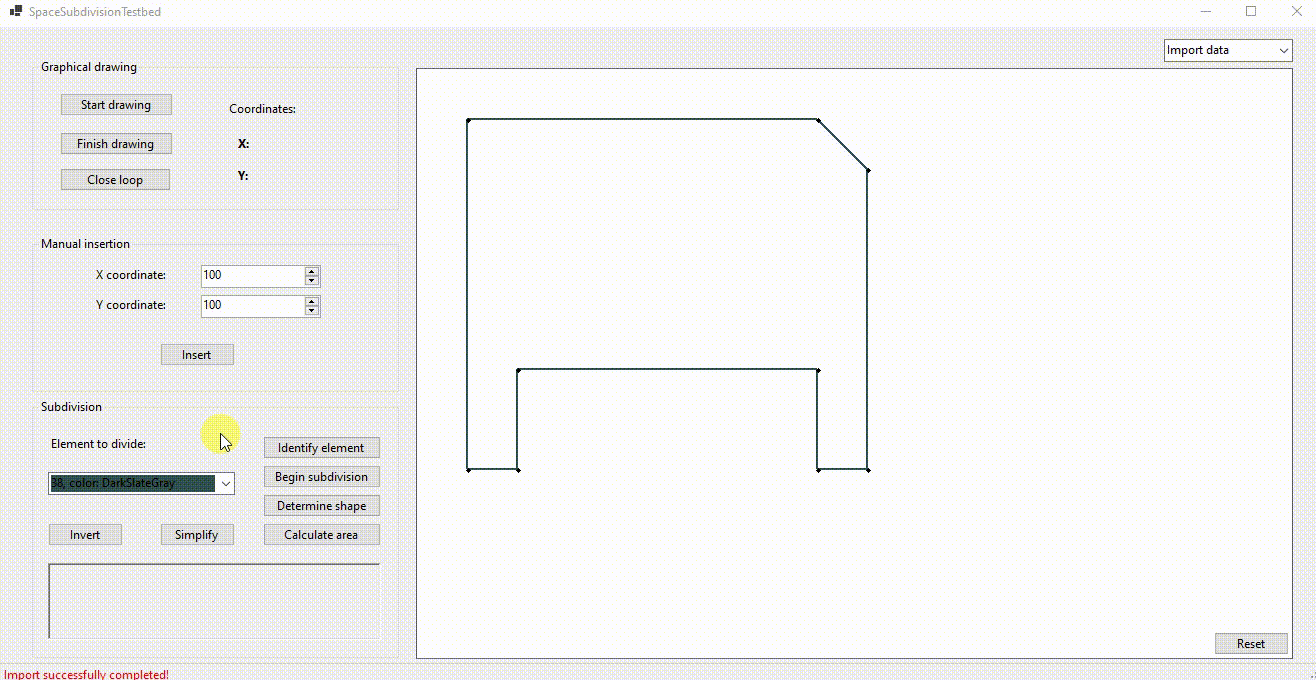 SpaceSubdivisionTestbed
Import data
Graphical drawing
Start drawing
Coordinates:
Finish drawing
X:
Close loop
Y:
Manual insertion
X coordinate:
100
Y coordinate:
100
Insert
Subdivision
Element to divide:
Identify element
Begin subdivision
38, color: DarkSlateGray
Determine shape
Invert
Simplify
Calculate area
Reset
Import successfully completed!